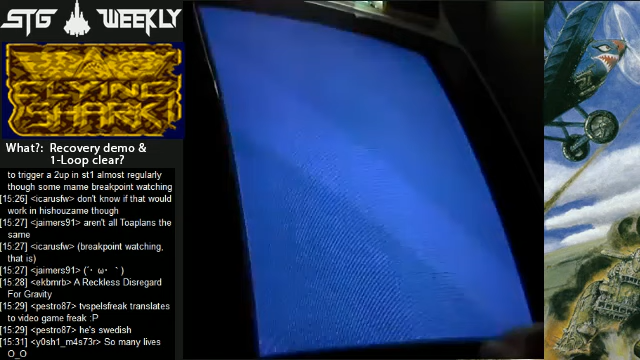 STG WEEKLY
FLYING
SHARK
What?: Recovery demo &
1-Loop clear?
to trigger a 2up in st1 almost regularly
though some mame breakpoint watching
[15:26] <icarusfw> don't know if that would
work in hishouzame though
[15:27] <jaimers91> aren't all Toaplans the
same
[15:27] <icarusfw> (breakpoint watching,
that is)
[15:27] <jaimers91> (´・ω・`)
[15:28] <ekbmrb> A Reckless Disregard
For Gravity
[15:29] <pestro87> tvspelsfreak translates
to video game freak :P
[15:29] <pestro87> he's swedish
[15:31] <y0sh1_m4s73r> So many lives
O_O